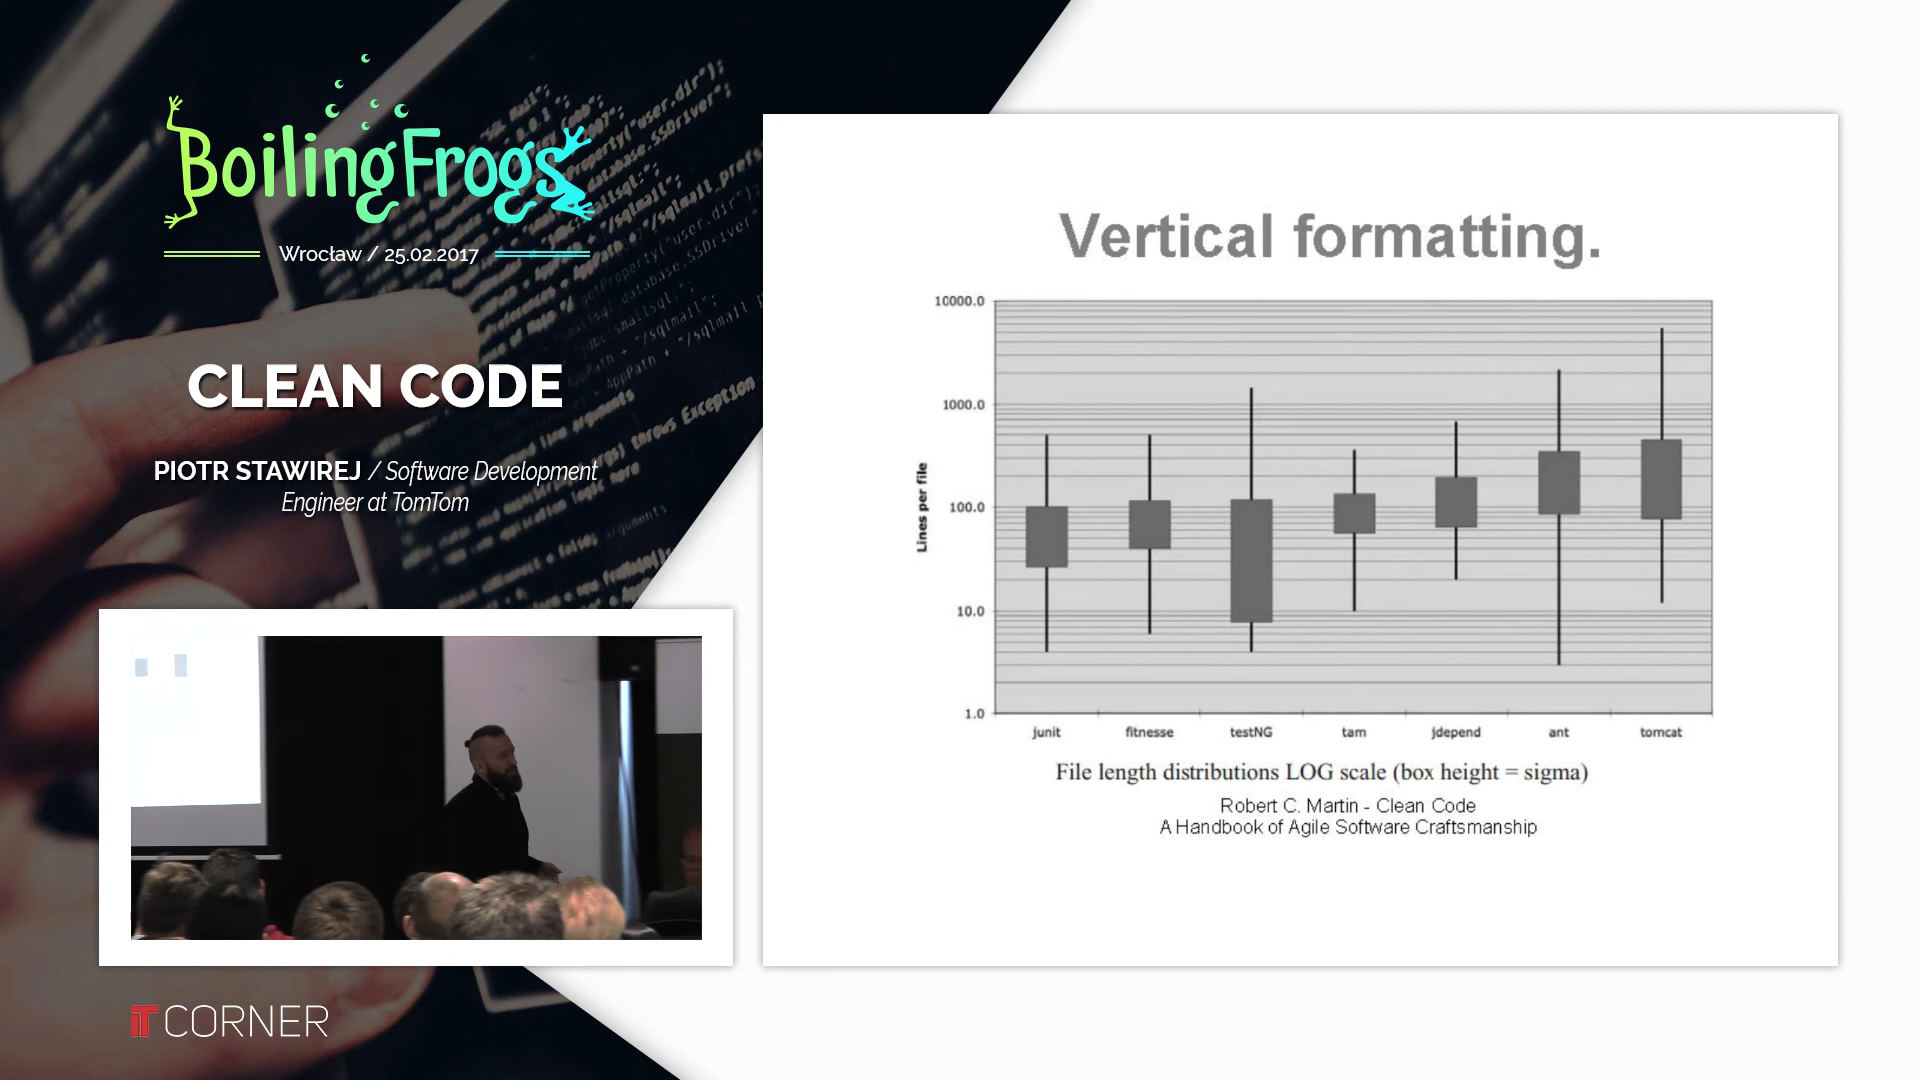 BoilingFrogs
Wrocław / 25.02.2017
CLEAN CODE
PIOTR STAWIREJ / Software Development
Engineer at TomTom
IT CORNER
Vertical formatting.
Lines per file
10000.0
1000.0
100.0
10.0
1.0
junit fitnesse testNG tam jdepend ant tomcat
File length distributions LOG scale (box height = sigma)
Robert C. Martin - Clean Code
A Handbook of Agile Software Craftsmanship